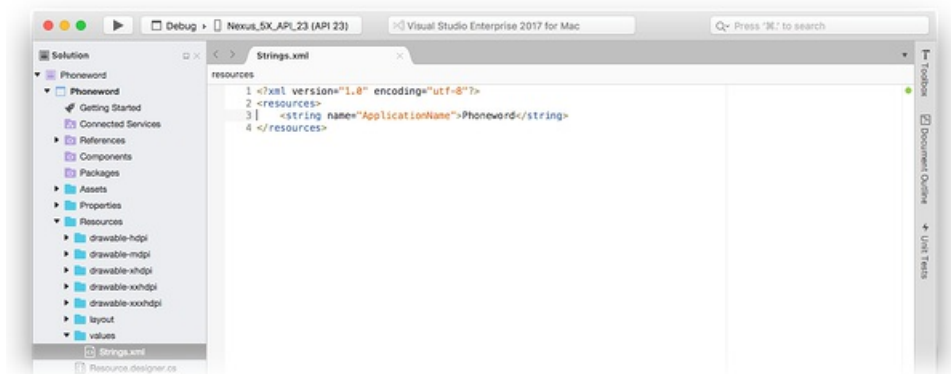 Debug Nexus_5X_API_23 (API 23) Visual Studio Enterprise 2017 for Mac Press '⌘.' to search
Solution
Strings.xml
Phoneword
resources
Phoneword
1 <?xml version="1.0" encoding="utf-8"?>
Getting Started
2 <resources>
Connected Services
3 <string name="ApplicationName">Phoneword</string>
References
4 </resources>
Components
Packages
Assets
Properties
Resources
drawable-hdpi
drawable-mdpi
drawable-xhdpi
drawable-xxhdpi
drawable-xxxhdpi
layout
values
Strings.xml
Resource.designer.cs
Toolbox
Document Outline
Unit Tests